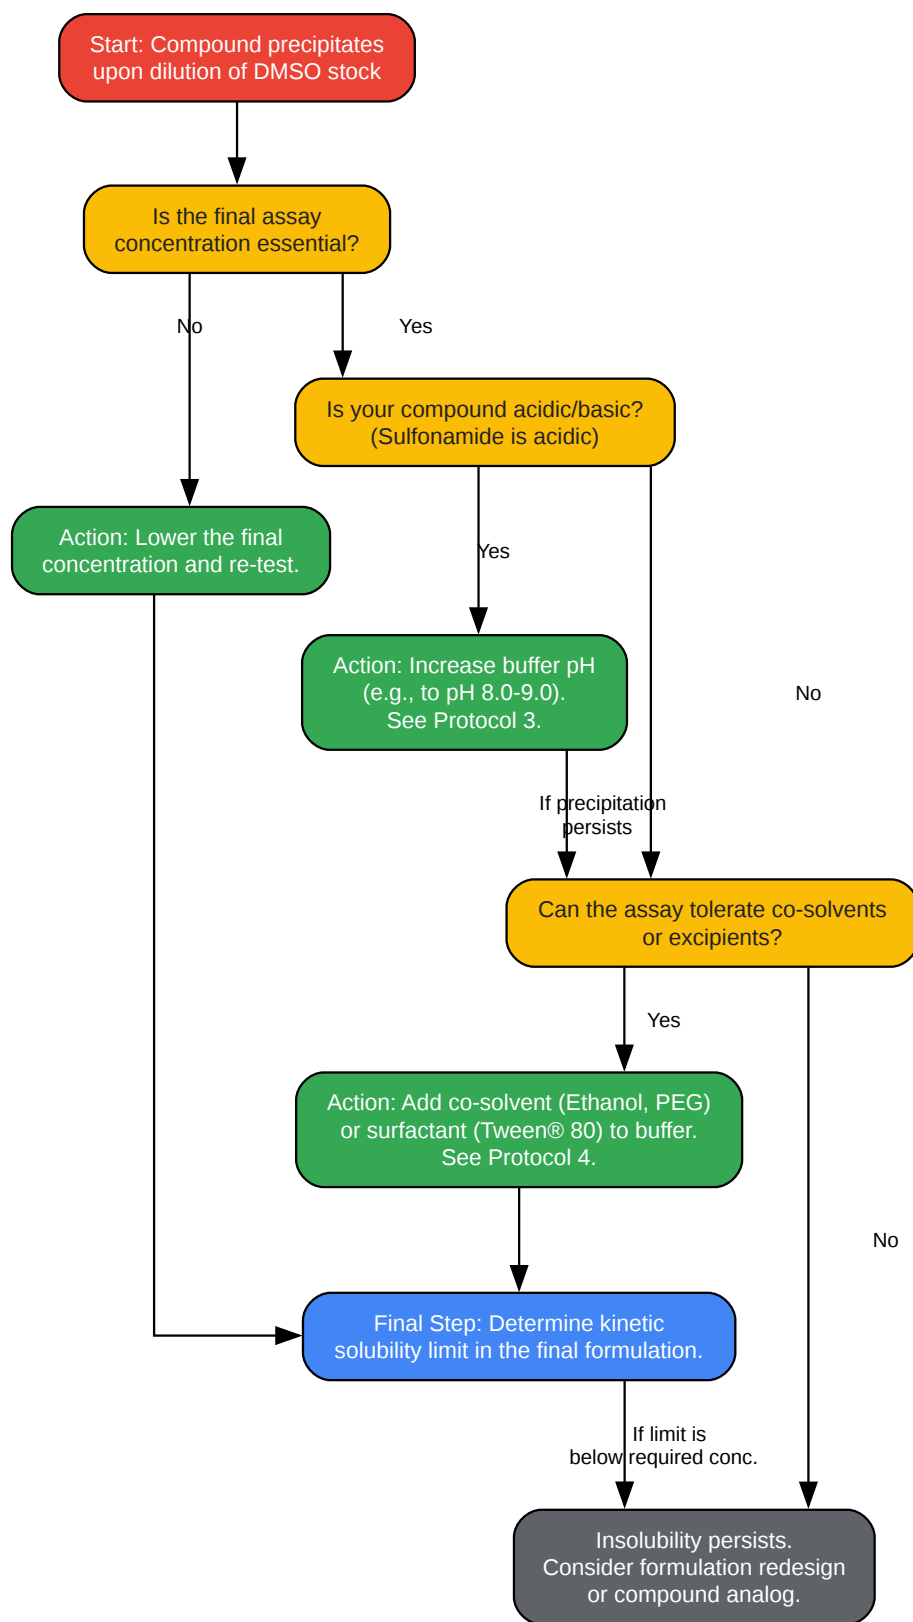 Start: Compound precipitates
upon dilution of DMSO stock
Is the final assay
concentration essential?
No
Yes
Is your compound acidic/basic?
(Sulfonamide is acidic)
Action: Lower the final
concentration and re-test.
Yes
Action: Increase buffer pH
(e.g., to pH 8.0-9.0).
See Protocol 3.
No
If precipitation
persists
Can the assay tolerate co-solvents
or excipients?
Yes
Action: Add co-solvent (Ethanol, PEG)
or surfactant (Tween® 80) to buffer.
See Protocol 4.
No
Final Step: Determine kinetic
solubility limit in the final formulation.
If limit is
below required conc.
Insolubility persists.
Consider formulation redesign
or compound analog.